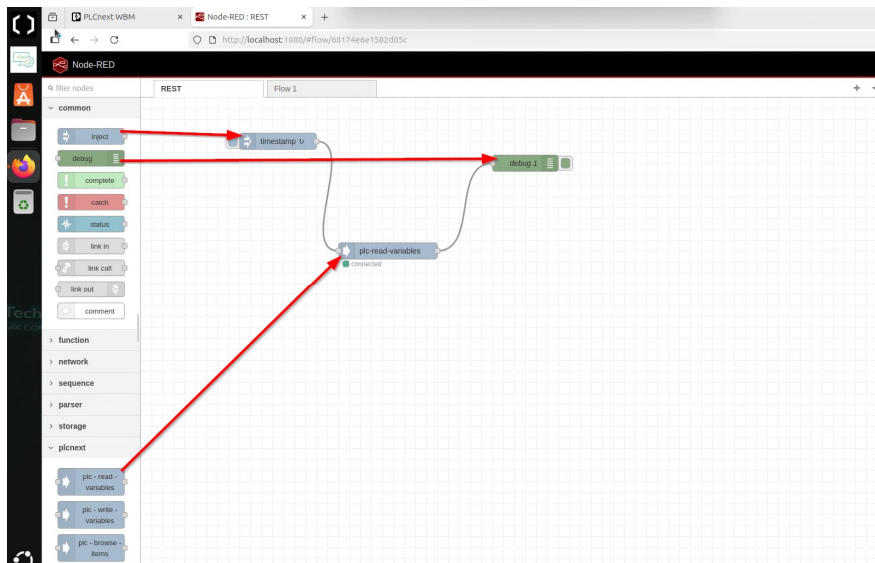 PLCnext WBM
Node-RED : REST
http://localhost:1880/#flow/68174e6e1582d05c
Node-RED
filter nodes
REST
Flow 1
common
inject
timestamp ↻
debug
debug 1
complete
catch
status
link in
plc-read-variables
connected
link call
link out
comment
Tech
function
network
sequence
parser
storage
plcnext
plc - read -
variables
plc - write -
variables
plc - browse -
items